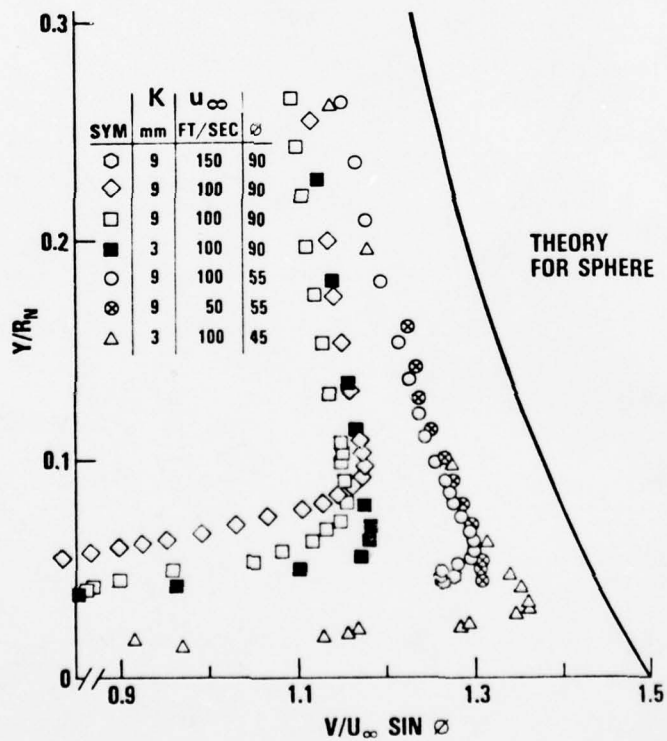 0.3
K u∞
SYM mm FT/SEC Ø
9 150 90
9 100 90
9 100 90
3 100 90
9 100 55
9 50 55
3 100 45
0.2
THEORY
FOR SPHERE
Y/R_N
0.1
0
0.9 1.1 1.3 1.5
V/U∞ SIN Ø